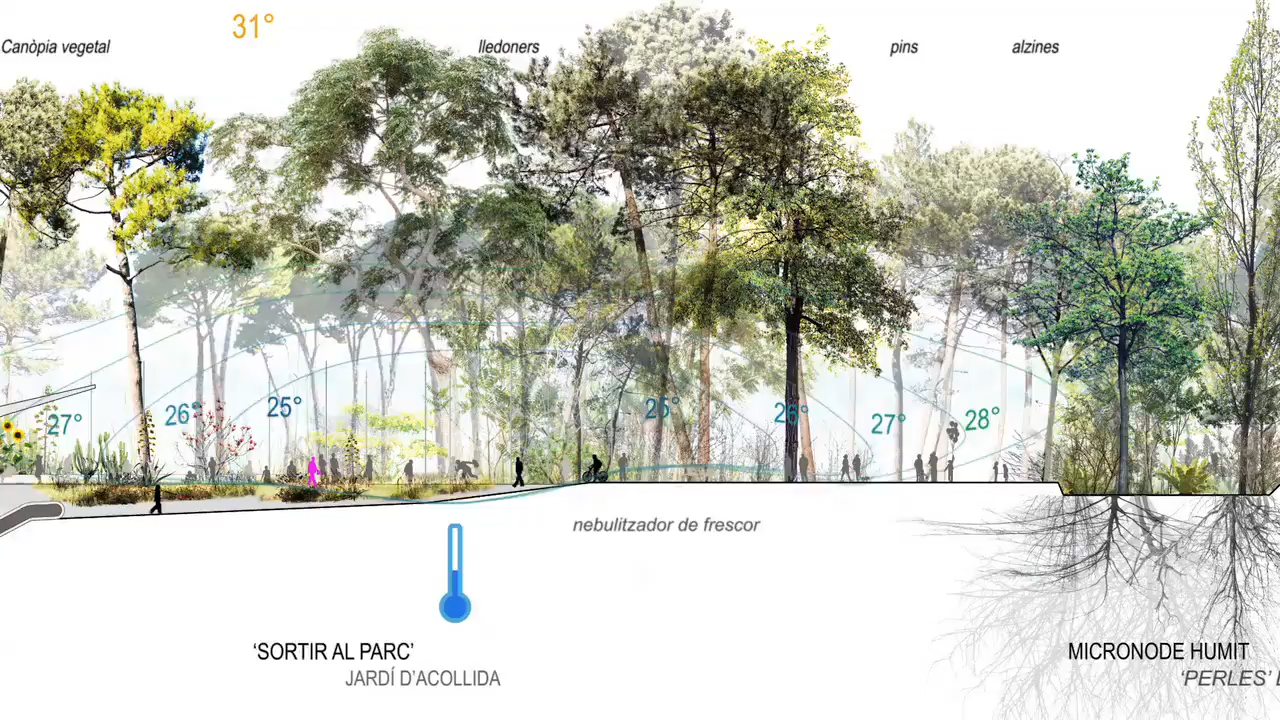 31°
Canòpia vegetal
lledoners
pins
alzines
27°
26°
25°
25°
26°
27°
28°
nebulitzador de frescor
‘SORTIR AL PARC’
JARDÍ D’ACOLLIDA
MICRONODE HUMIT
‘PERLES’